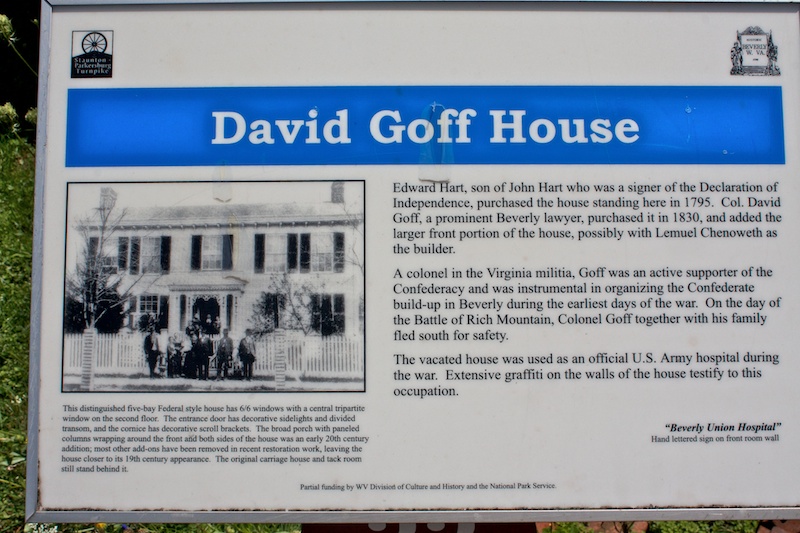 Staunton -
Parkersburg
Turnpike
HISTORIC
BEVERLY
W. VA.
David Goff House
Edward Hart, son of John Hart who was a signer of the Declaration of
Independence, purchased the house standing here in 1795. Col. David
Goff, a prominent Beverly lawyer, purchased it in 1830, and added the
larger front portion of the house, possibly with Lemuel Chenoweth as
the builder.
A colonel in the Virginia militia, Goff was an active supporter of the
Confederacy and was instrumental in organizing the Confederate
build-up in Beverly during the earliest days of the war. On the day of
the Battle of Rich Mountain, Colonel Goff together with his family
fled south for safety.
The vacated house was used as an official U.S. Army hospital during
the war. Extensive graffiti on the walls of the house testify to this
occupation.
"Beverly Union Hospital"
Hand lettered sign on front room wall
This distinguished five-bay Federal style house has 6/6 windows with a central tripartite
window on the second floor. The entrance door has decorative sidelights and divided
transom, and the cornice has decorative scroll brackets. The broad porch with paneled
columns wrapping around the front and both sides of the house was an early 20th century
addition; most other add-ons have been removed in recent restoration work, leaving the
house closer to its 19th century appearance. The original carriage house and tack room
still stand behind it.
Partial funding by WV Division of Culture and History and the National Park Service.